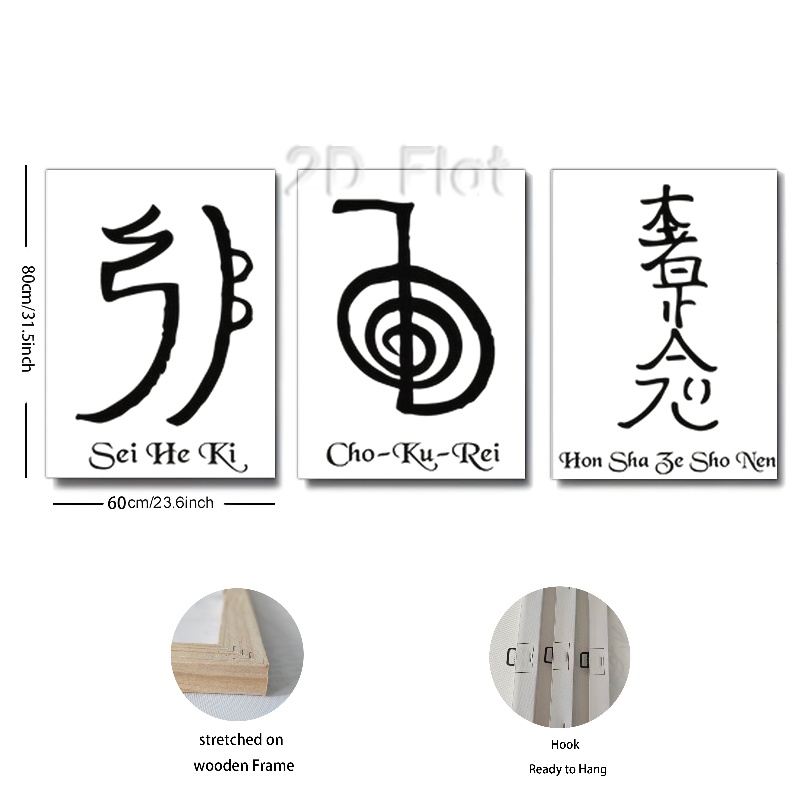 2D Flat
80cm/31.5inch
Sei He Ki
Cho-Ku-Rei
Hon Sha Ze Sho Nen
60cm/23.6inch
stretched on
wooden Frame
Hook
Ready to Hang